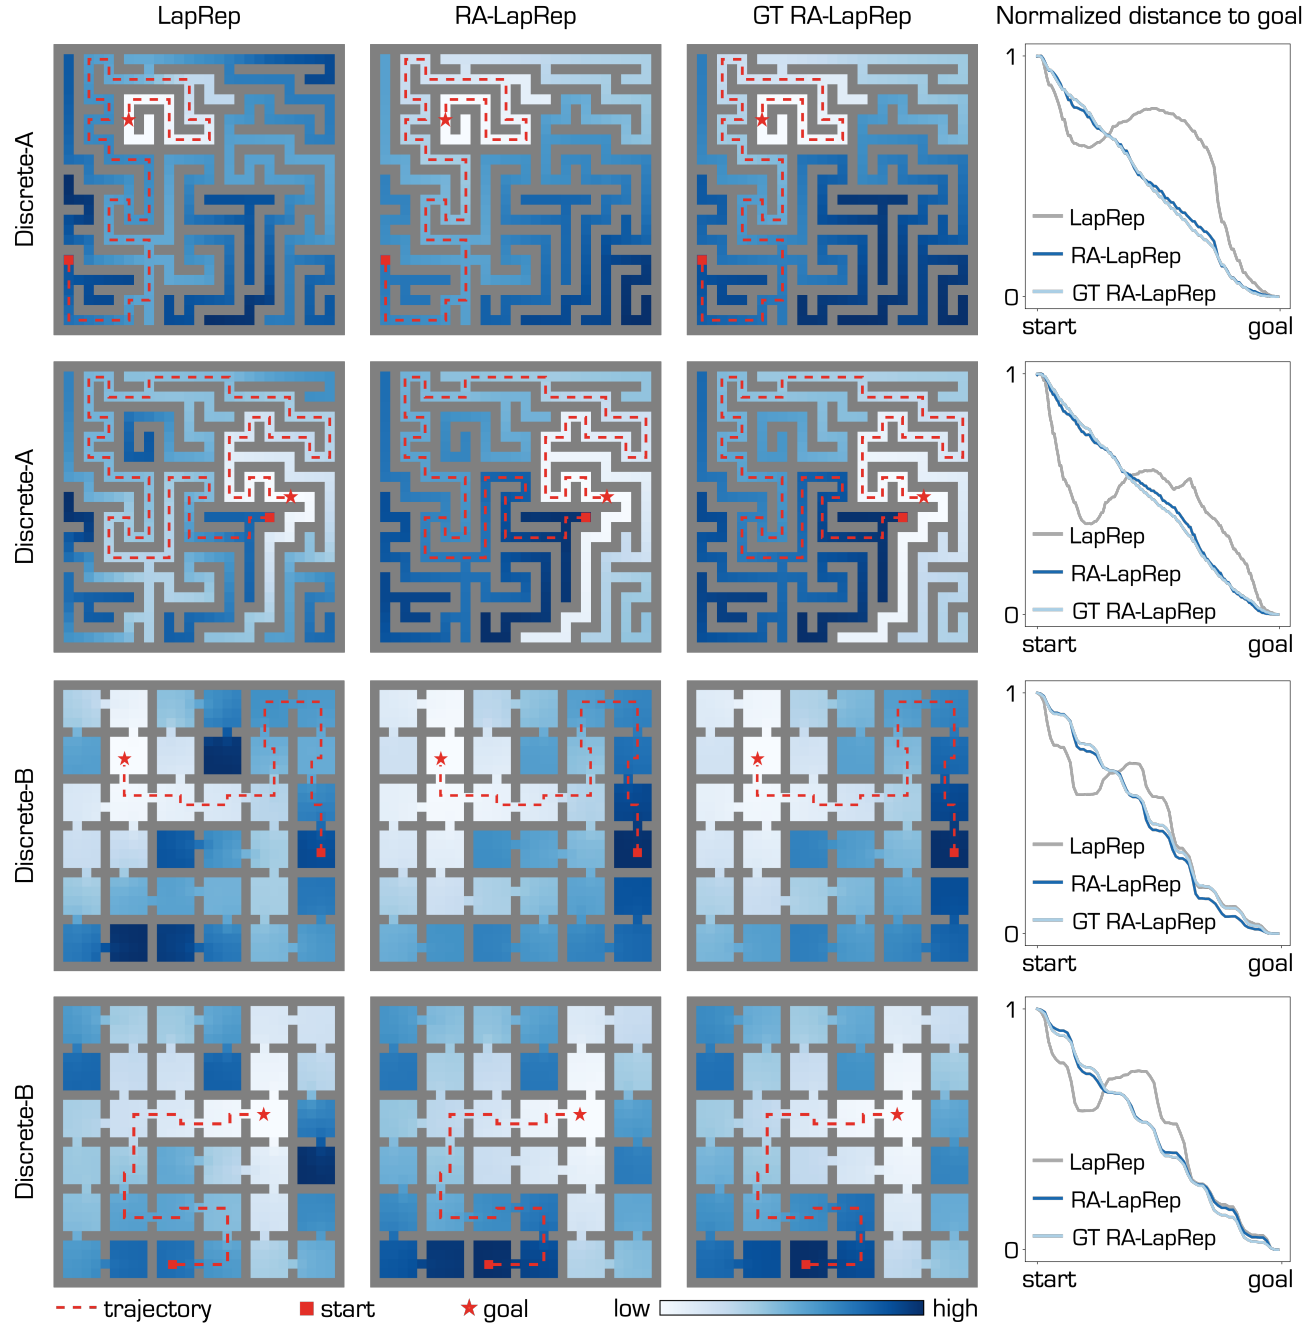 LapRep RA-LapRep GT RA-LapRep Normalized distance to goal
Discrete-A
1
LapRep
RA-LapRep
GT RA-LapRep
0
start goal
Discrete-A
1
LapRep
RA-LapRep
GT RA-LapRep
0
start goal
Discrete-B
1
LapRep
RA-LapRep
GT RA-LapRep
0
start goal
Discrete-B
1
LapRep
RA-LapRep
GT RA-LapRep
0
start goal
trajectory start goal low high